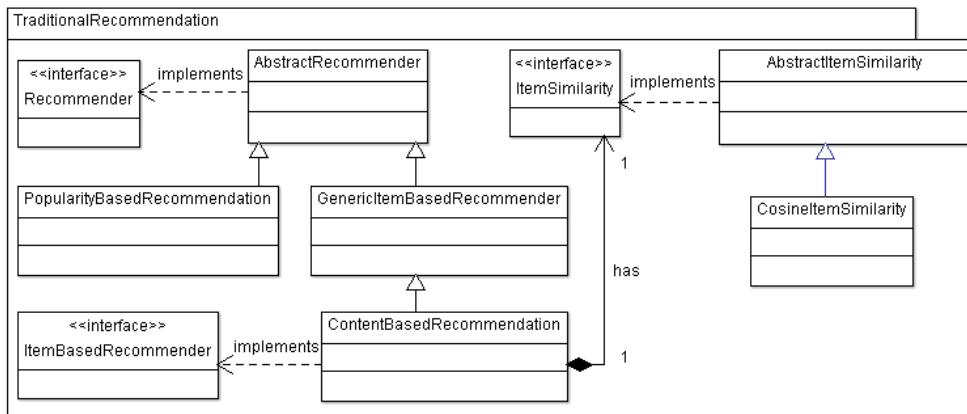 TraditionalRecommendation
<<interface>>
Recommender
implements
AbstractRecommender
<<interface>>
ItemSimilarity
implements
AbstractItemSimilarity
1
PopularityBasedRecommendation
GenericItemBasedRecommender
CosineItemSimilarity
has
<<interface>>
ItemBasedRecommender
implements
ContentBasedRecommendation
1